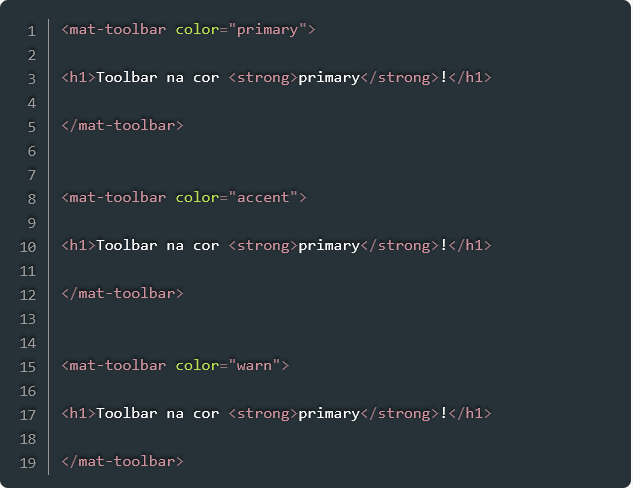 1 <mat-toolbar color="primary">
2
3 <h1>Toolbar na cor <strong>primary</strong>!</h1>
4
5 </mat-toolbar>
6
7
8 <mat-toolbar color="accent">
9
10 <h1>Toolbar na cor <strong>primary</strong>!</h1>
11
12 </mat-toolbar>
13
14
15 <mat-toolbar color="warn">
16
17 <h1>Toolbar na cor <strong>primary</strong>!</h1>
18
19 </mat-toolbar>